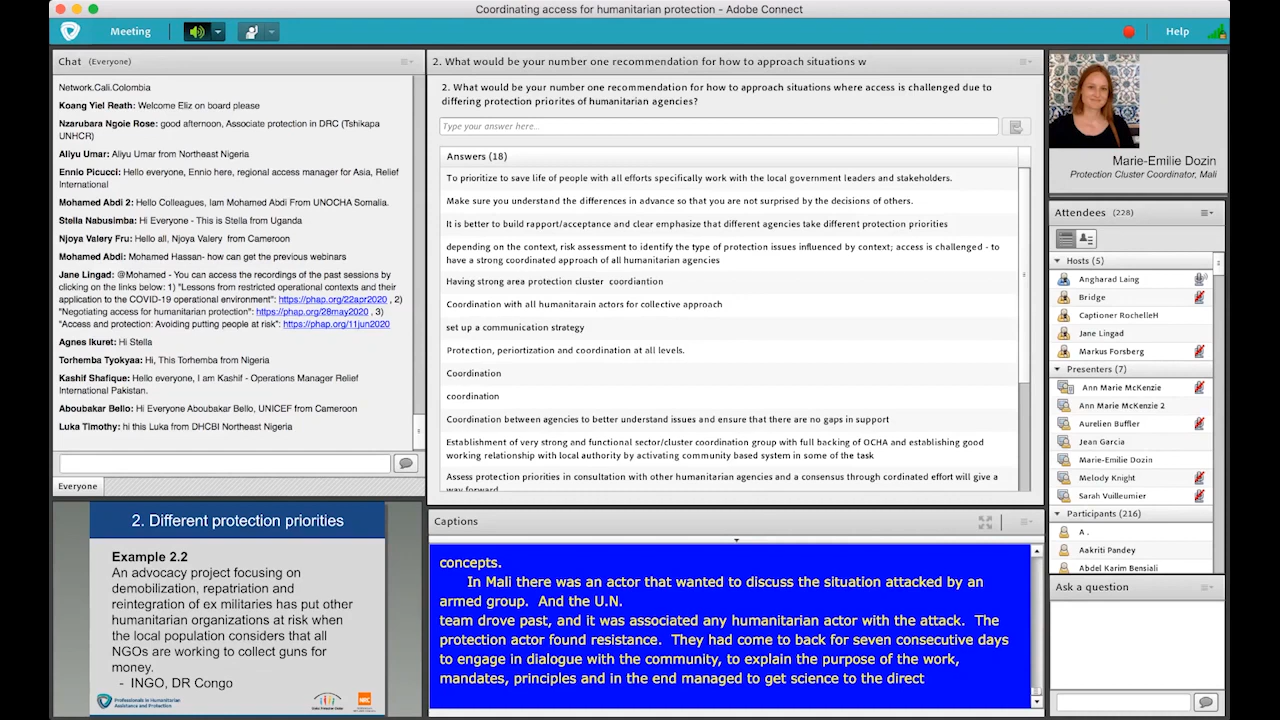 Coordinating access for humanitarian protection - Adobe Connect
Meeting
Help
Chat (Everyone)
Network.Cali.Colombia
Koang Yiel Reath: Welcome Eliz on board please
Nzarubara Ngoie Rose: good afternoon, Associate protection in DRC (Tshikapa
UNHCR)
Aliyu Umar: Aliyu Umar from Northeast Nigeria
Ennio Picucci: Hello everyone, Ennio here, regional access manager for Asia, Relief
International
Mohamed Abdi 2: Hello Colleagues, Iam Mohamed Abdi From UNOCHA Somalia.
Stella Nabusimba: Hi Everyone - This is Stella from Uganda
Njoya Valery Fru: Hello all, Njoya Valery from Cameroon
Mohamed Abdi: Mohamed Hassan- how can get the previous webinars
Jane Lingad: @Mohamed - You can access the recordings of the past sessions by
clicking on the links below: 1) "Lessons from restricted operational contexts and their
application to the COVID-19 operational environment": https://phap.org/22apr2020 , 2)
"Negotiating access for humanitarian protection": https://phap.org/28may2020 , 3)
"Access and protection: Avoiding putting people at risk": https://phap.org/11jun2020
Agnes Ikuret: Hi Stella
Torhemba Tyokyaa: Hi, This Torhemba from Nigeria
Kashif Shafique: Hello everyone, I am Kashif - Operations Manager Relief
International Pakistan.
Aboubakar Bello: Hi Everyone Aboubakar Bello, UNICEF from Cameroon
Luka Timothy: hi this Luka from DHCBI Northeast Nigeria
Everyone
2. Different protection priorities
Example 2.2
An advocacy project focusing on
demobilization, repatriation and
reintegration of ex militaries has put other
humanitarian organizations at risk when
the local population considers that all
NGOs are working to collect guns for
money.
- INGO, DR Congo
Professionals in Humanitarian
Assistance and Protection
NRC
2. What would be your number one recommendation for how to approach situations w
2. What would be your number one recommendation for how to approach situations where access is challenged due to
differing protection priorites of humanitarian agencies?
Type your answer here..
Answers (18)
To prioritize to save life of people with all efforts specifically work with the local government leaders and stakeholders.
Make sure you understand the differences in advance so that you are not surprised by the decisions of others.
It is better to build rapport/acceptance and clear emphasize that different agencies take different protection priorities
depending on the context, risk assessment to identify the type of protection issues influenced by context; access is challenged - to
have a strong coordinated approach of all humanitarian agencies
Having strong area protection cluster coordiantion
Coordination with all humanitarain actors for collective approach
set up a communication strategy
Protection, periortization and coordination at all levels.
Coordination
coordination
Coordination between agencies to better understand issues and ensure that there are no gaps in support
Establishment of very strong and functional sector/cluster coordination group with full backing of OCHA and establishing good
working relationship with local authority by activating community based system in some of the task
Assess protection priorities in consultation with other humanitarian agencies and a consensus through cordinated effort will give a
way forward
Captions
concepts.
In Mali there was an actor that wanted to discuss the situation attacked by an
armed group. And the U.N.
team drove past, and it was associated any humanitarian actor with the attack. The
protection actor found resistance. They had come to back for seven consecutive days
to engage in dialogue with the community, to explain the purpose of the work,
mandates, principles and in the end managed to get science to the direct
Marie-Emilie Dozin
Protection Cluster Coordinator, Mali
Attendees (228)
Hosts (5)
Angharad Laing
Bridge
Captioner RochelleH
Jane Lingad
Markus Forsberg
Presenters (7)
Ann Marie McKenzie
Ann Marie McKenzie 2
Aurelien Buffler
Jean Garcia
Marie-Emilie Dozin
Melody Knight
Sarah Vuilleumier
Participants (216)
A .
Aakriti Pandey
Abdel Karim Bensiali
Ask a question